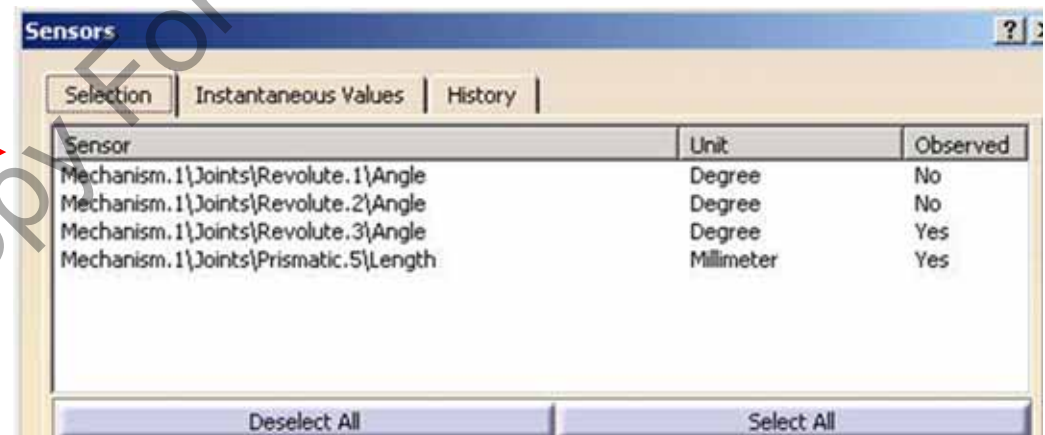 Sensors ? X
Selection Instantaneous Values History
Sensor Unit Observed
Mechanism.1\Joints\Revolute.1\Angle Degree No
Mechanism.1\Joints\Revolute.2\Angle Degree No
Mechanism.1\Joints\Revolute.3\Angle Degree Yes
Mechanism.1\Joints\Prismatic.5\Length Millimeter Yes
Deselect All Select All